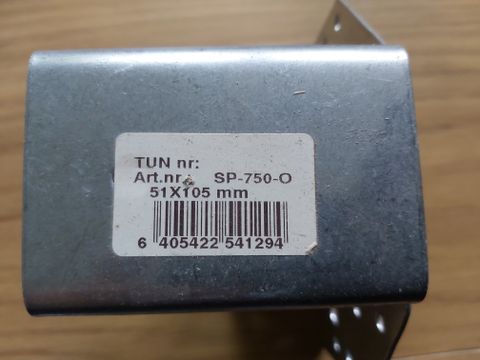 TUN nr:
Art.nr.: SP-750-O
51X105 mm
6 405422 541294